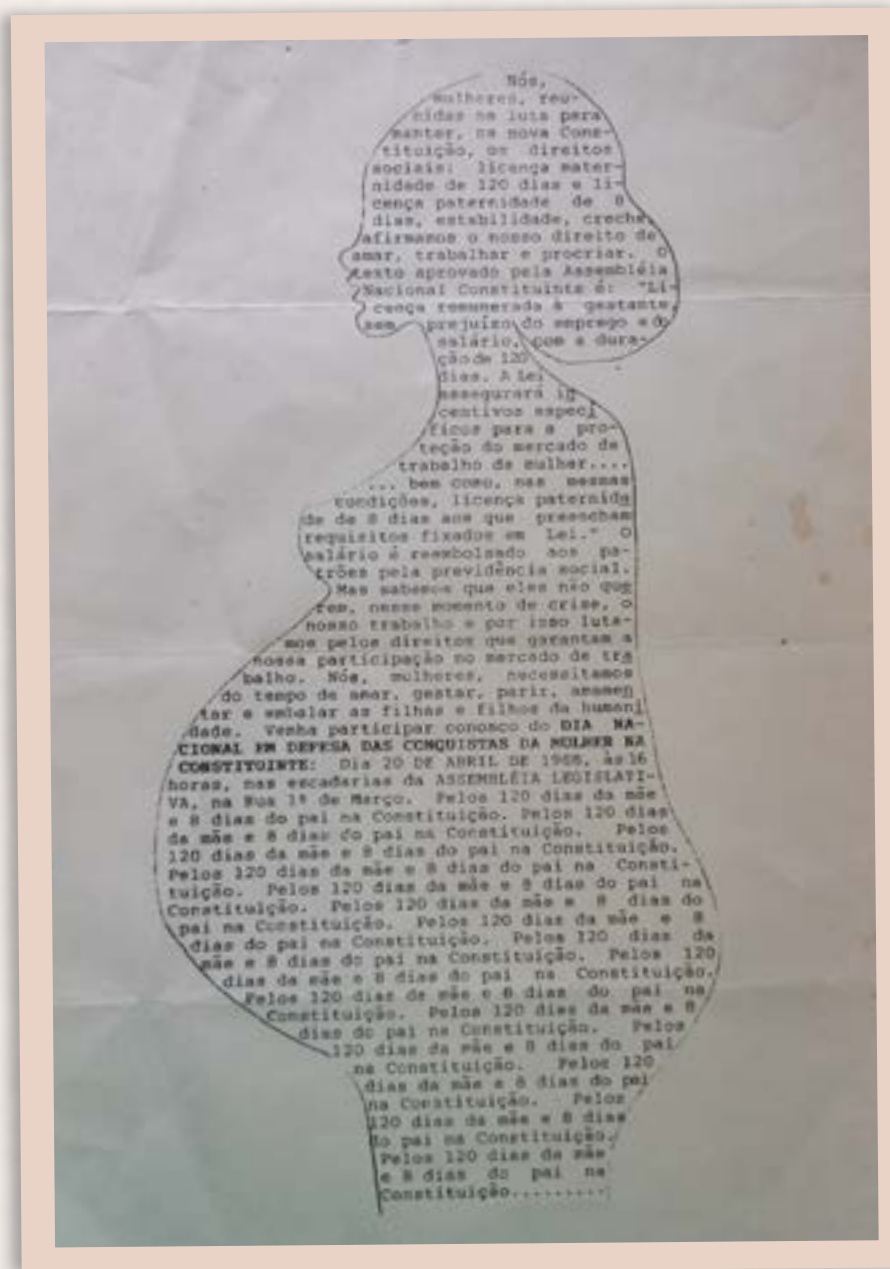 Nós,
mulheres, reu-
nidas na luta para
manter, na nova Cons-
tituição, os direitos
sociais: licença mater-
nidade de 120 dias e li-
cença paternidade de 8
dias, estabilidade, creche,
afirmamos o nosso direito de
amar, trabalhar e procriar. O
texto aprovado pela Assembléia
Nacional Constituinte é: "Li-
cença remunerada à gestante,
sem prejuízo do emprego e do
salário, com a dura-
ção de 120
dias. A Lei
assegurará in
centivos especí
ficos para a pro-
teção do mercado de
trabalho da mulher....
... bem como, nas mesmas
condições, licença paternida
de de 8 dias aos que preencham
requisitos fixados em Lei." O
salário é reembolsado aos pa-
trões pela previdência social.
Mas sabemos que eles não que
rem, nesse momento de crise, o
nosso trabalho e por isso luta-
mos pelos direitos que garantam a
nossa participação no mercado de tra
balho. Nós, mulheres, necessitamos
do tempo de amar, gestar, parir, amamen
tar e embalar as filhas e filhos da humani
dade. Venha participar conosco do DIA NA-
CIONAL EM DEFESA DAS CONQUISTAS DA MULHER NA
CONSTITUINTE: Dia 20 DE ABRIL DE 1988, às 16
horas, nas escadarias da ASSEMBLÉIA LEGISLATI-
VA, na Rua 1º de Março. Pelos 120 dias da mãe
e 8 dias do pai na Constituição. Pelos 120 dias
da mãe e 8 dias do pai na Constituição. Pelos
120 dias da mãe e 8 dias do pai na Constituição.
Pelos 120 dias da mãe e 8 dias do pai na Consti-
tuição. Pelos 120 dias da mãe e 8 dias do pai na
Constituição. Pelos 120 dias da mãe e 8 dias do
pai na Constituição. Pelos 120 dias da mãe e 8
dias do pai na Constituição. Pelos 120 dias da
mãe e 8 dias do pai na Constituição. Pelos 120
dias da mãe e 8 dias do pai na Constituição.
Pelos 120 dias da mãe e 8 dias do pai na
Constituição. Pelos 120 dias da mãe e 8
dias do pai na Constituição. Pelos
120 dias da mãe e 8 dias do pai
na Constituição. Pelos 120
dias da mãe e 8 dias do pai
na Constituição. Pelos
120 dias da mãe e 8 dias
do pai na Constituição.
Pelos 120 dias da mãe
e 8 dias do pai na
Constituição.........